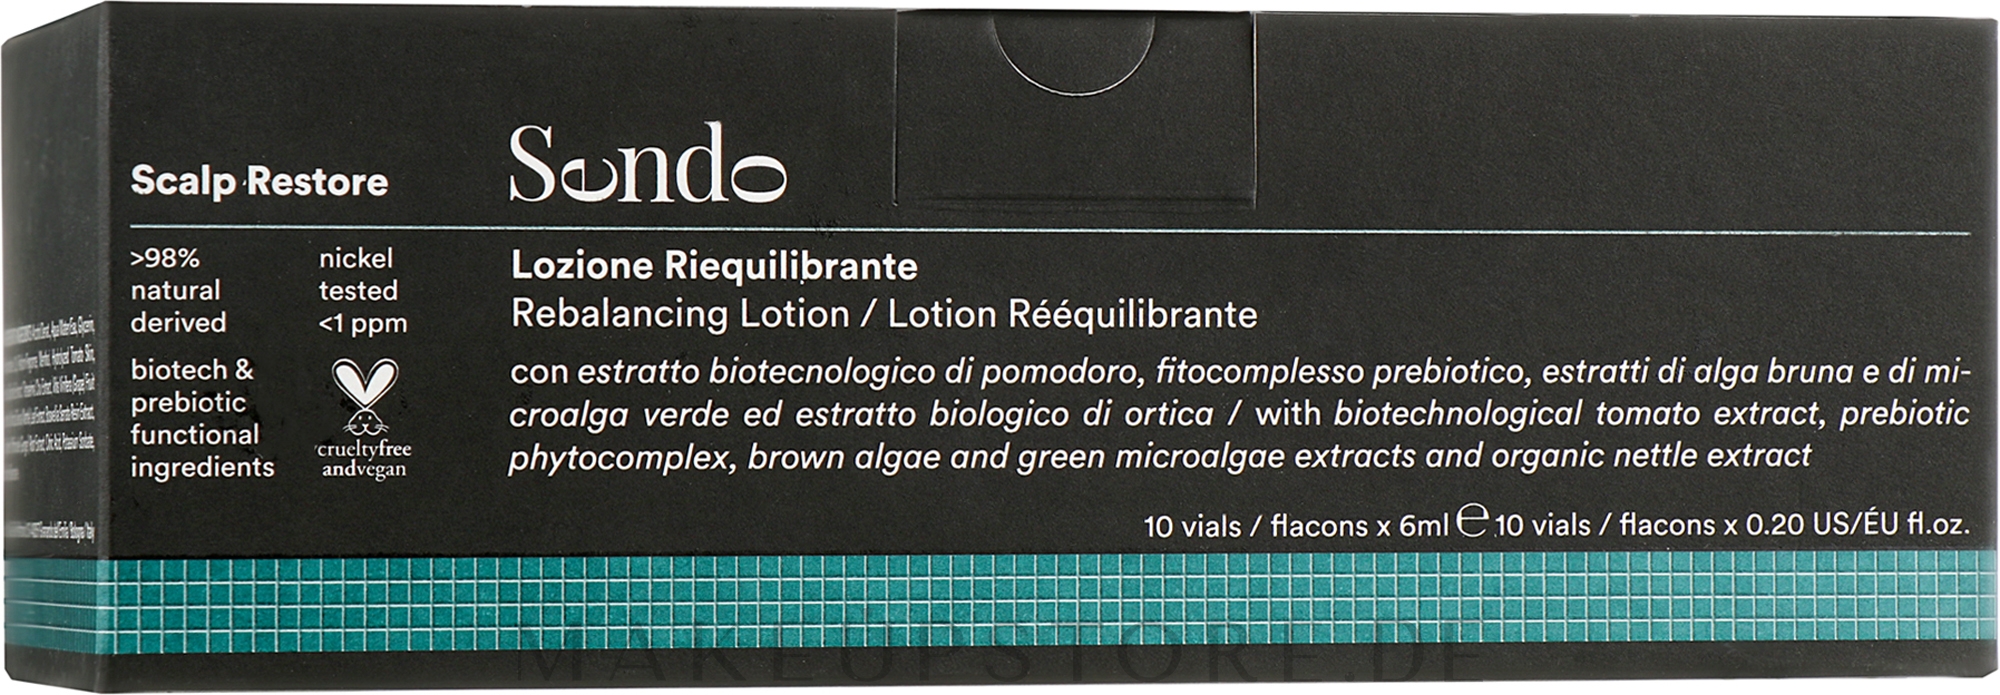 Scalp Restore
Sendo
>98%
natural
derived
nickel
tested
<1 ppm
biotech &
prebiotic
functional
ingredients
crueltyfree
andvegan
Lozione Riequilibrante
Rebalancing Lotion / Lotion Rééquilibrante
con estratto biotecnologico di pomodoro, fitocomplesso prebiotico, estratti di alga bruna e di mi-
croalga verde ed estratto biologico di ortica / with biotechnological tomato extract, prebiotic
phytocomplex, brown algae and green microalgae extracts and organic nettle extract
10 vials / flacons x 6ml ℮ 10 vials / flacons x 0.20 US/ÉU fl.oz.
MAKEUPSTORE.DE